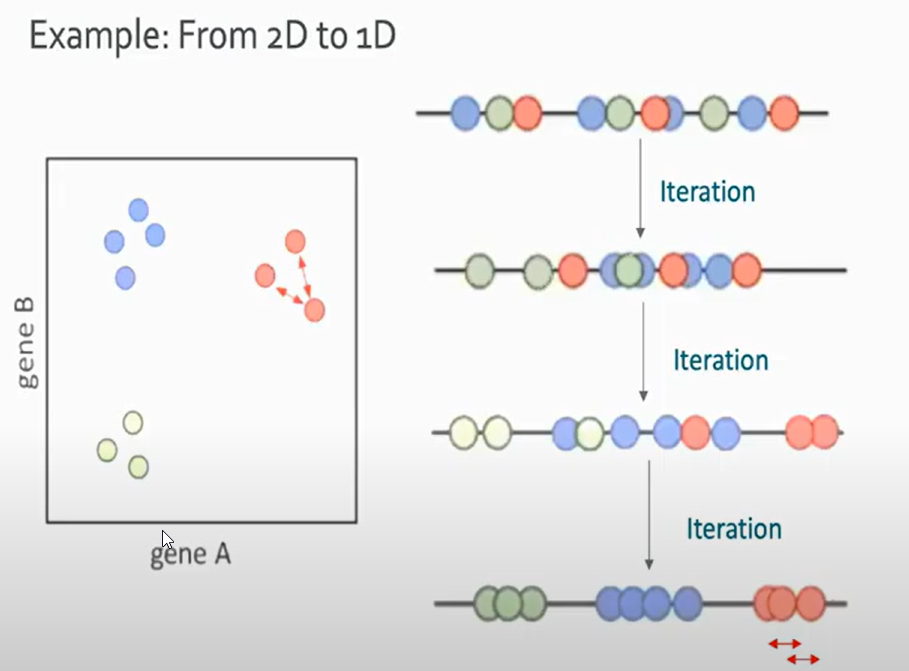 Example: From 2D to 1D
gene B
gene A
Iteration
Iteration
Iteration